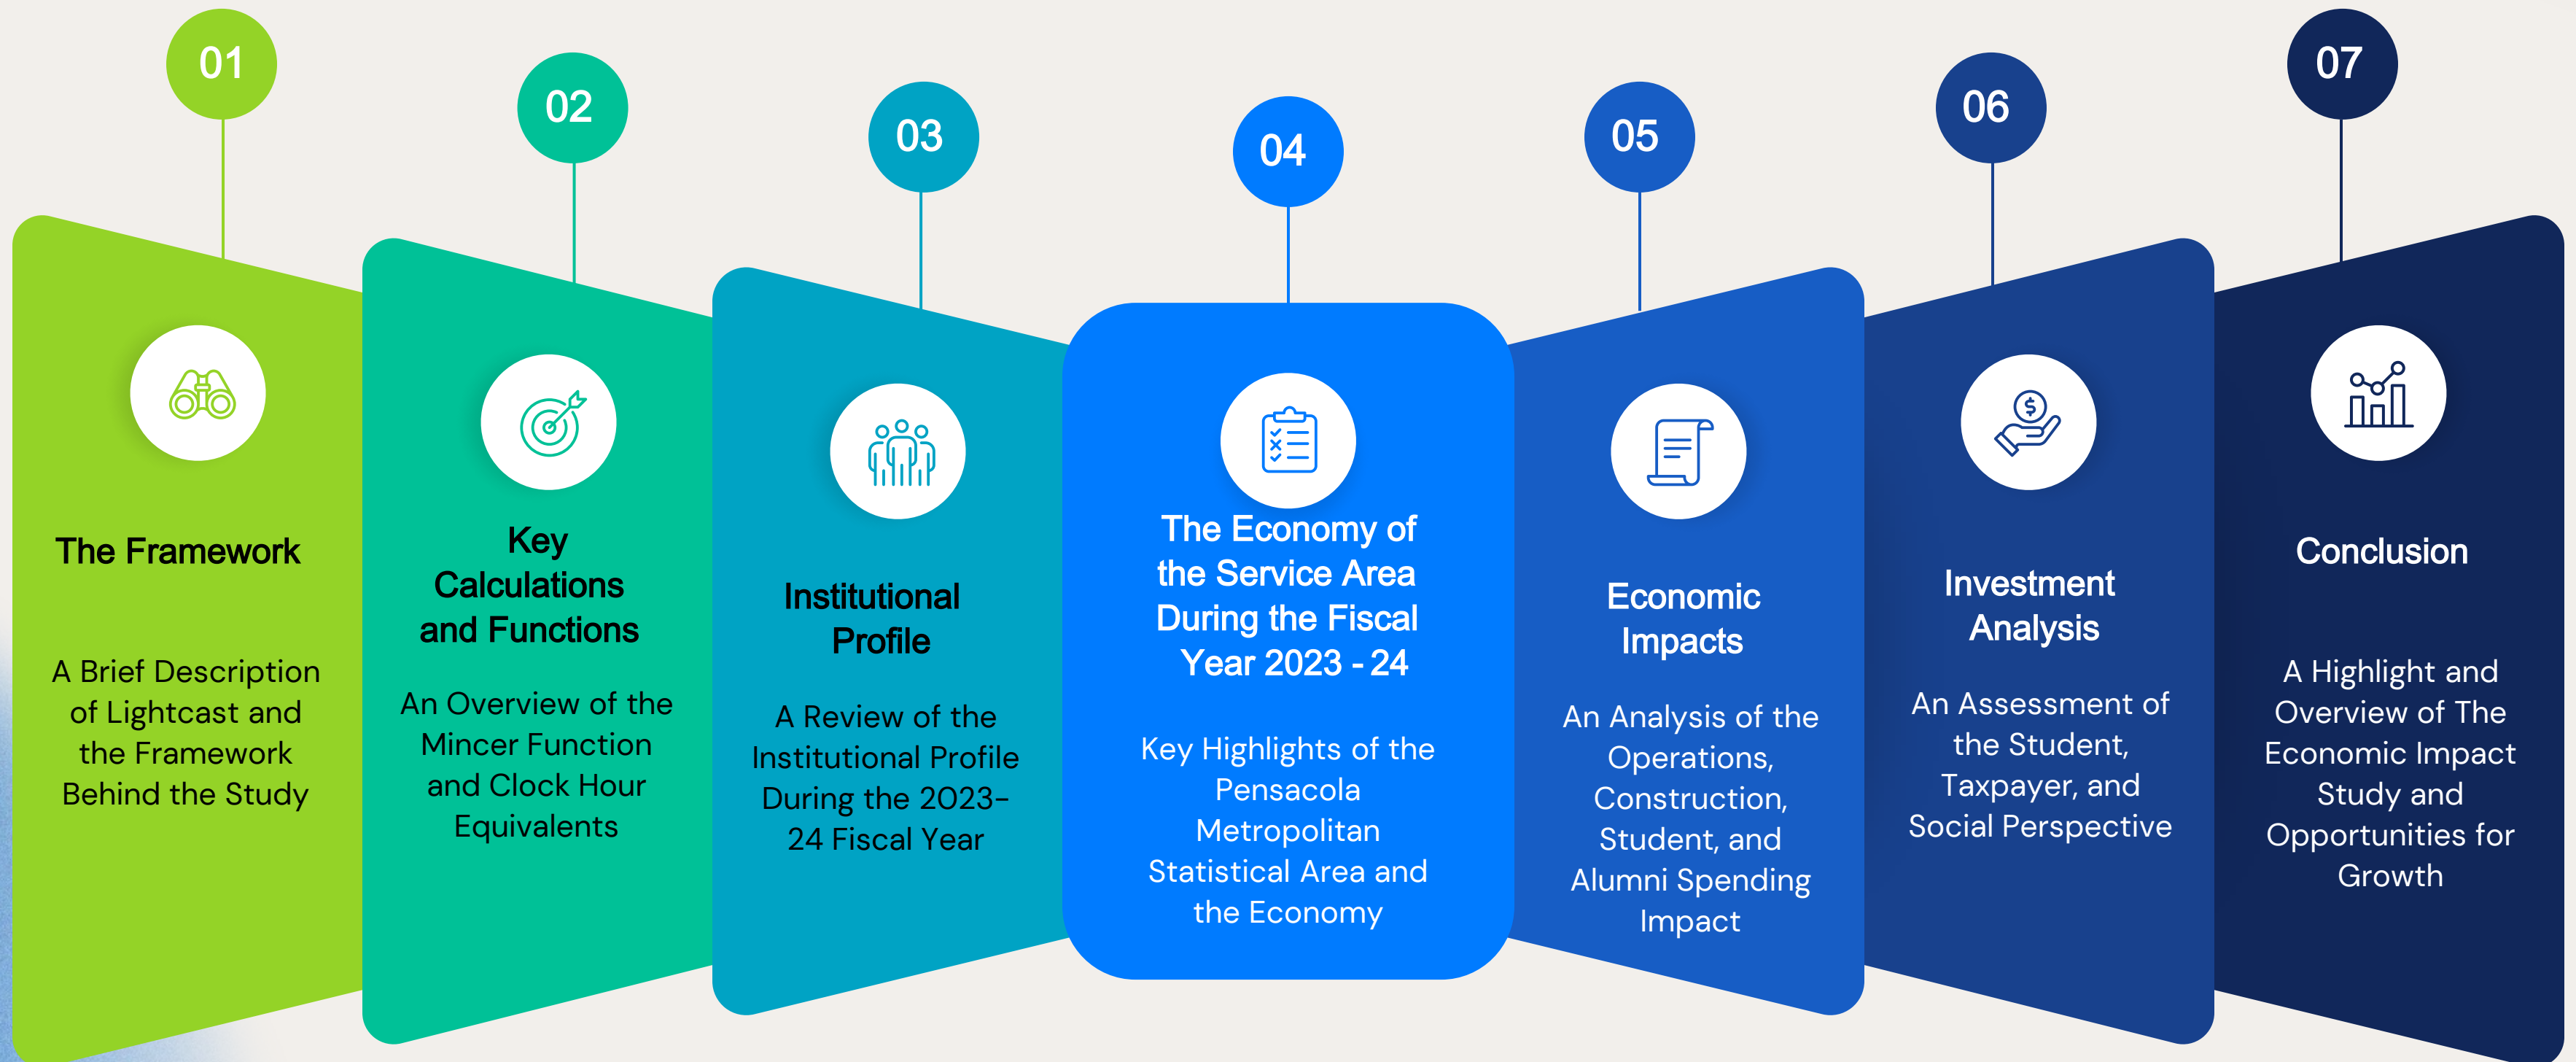 01
The Framework
A Brief Description
of Lightcast and
the Framework
Behind the Study
02
Key
Calculations
and Functions
An Overview of the
Mincer Function
and Clock Hour
Equivalents
03
Institutional
Profile
A Review of the
Institutional Profile
During the 2023-
24 Fiscal Year
04
The Economy of
the Service Area
During the Fiscal
Year 2023 - 24
Key Highlights of the
Pensacola
Metropolitan
Statistical Area and
the Economy
05
Economic
Impacts
An Analysis of the
Operations,
Construction,
Student, and
Alumni Spending
Impact
06
Investment
Analysis
An Assessment of
the Student,
Taxpayer, and
Social Perspective
07
Conclusion
A Highlight and
Overview of The
Economic Impact
Study and
Opportunities for
Growth